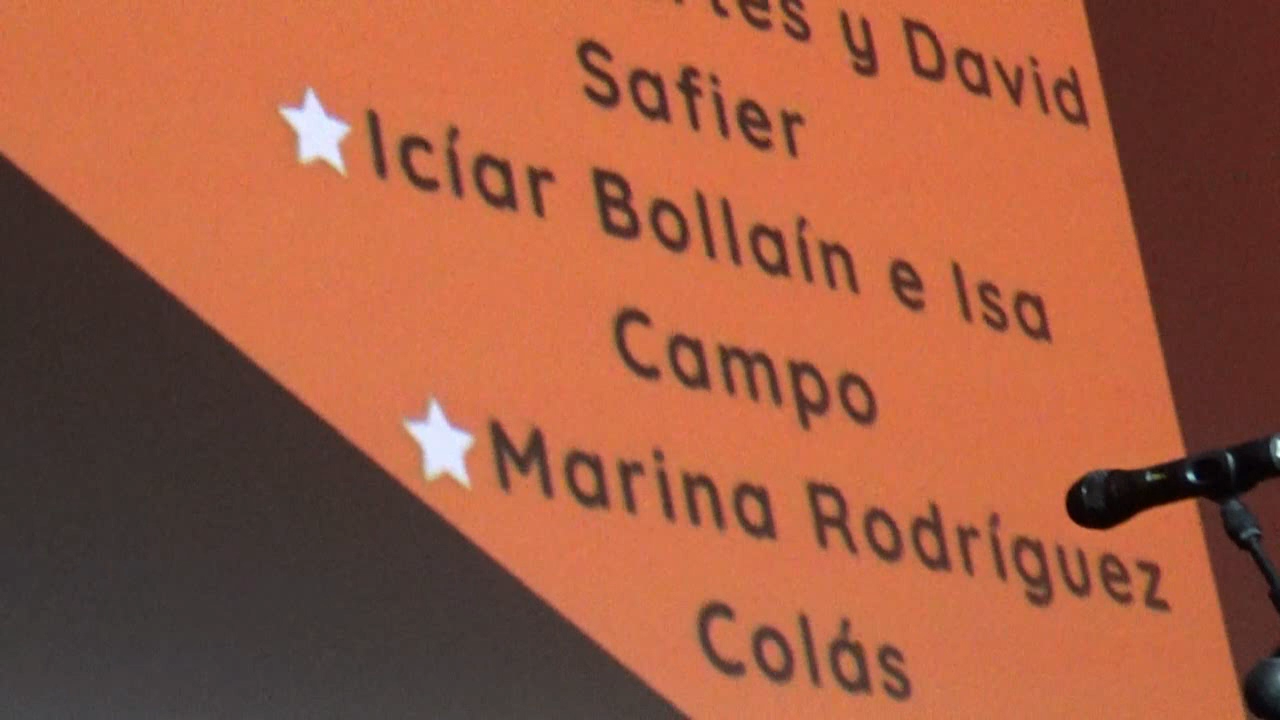 y David
Safier
Icíar Bollaín e Isa
Campo
Marina Rodríguez
Colás